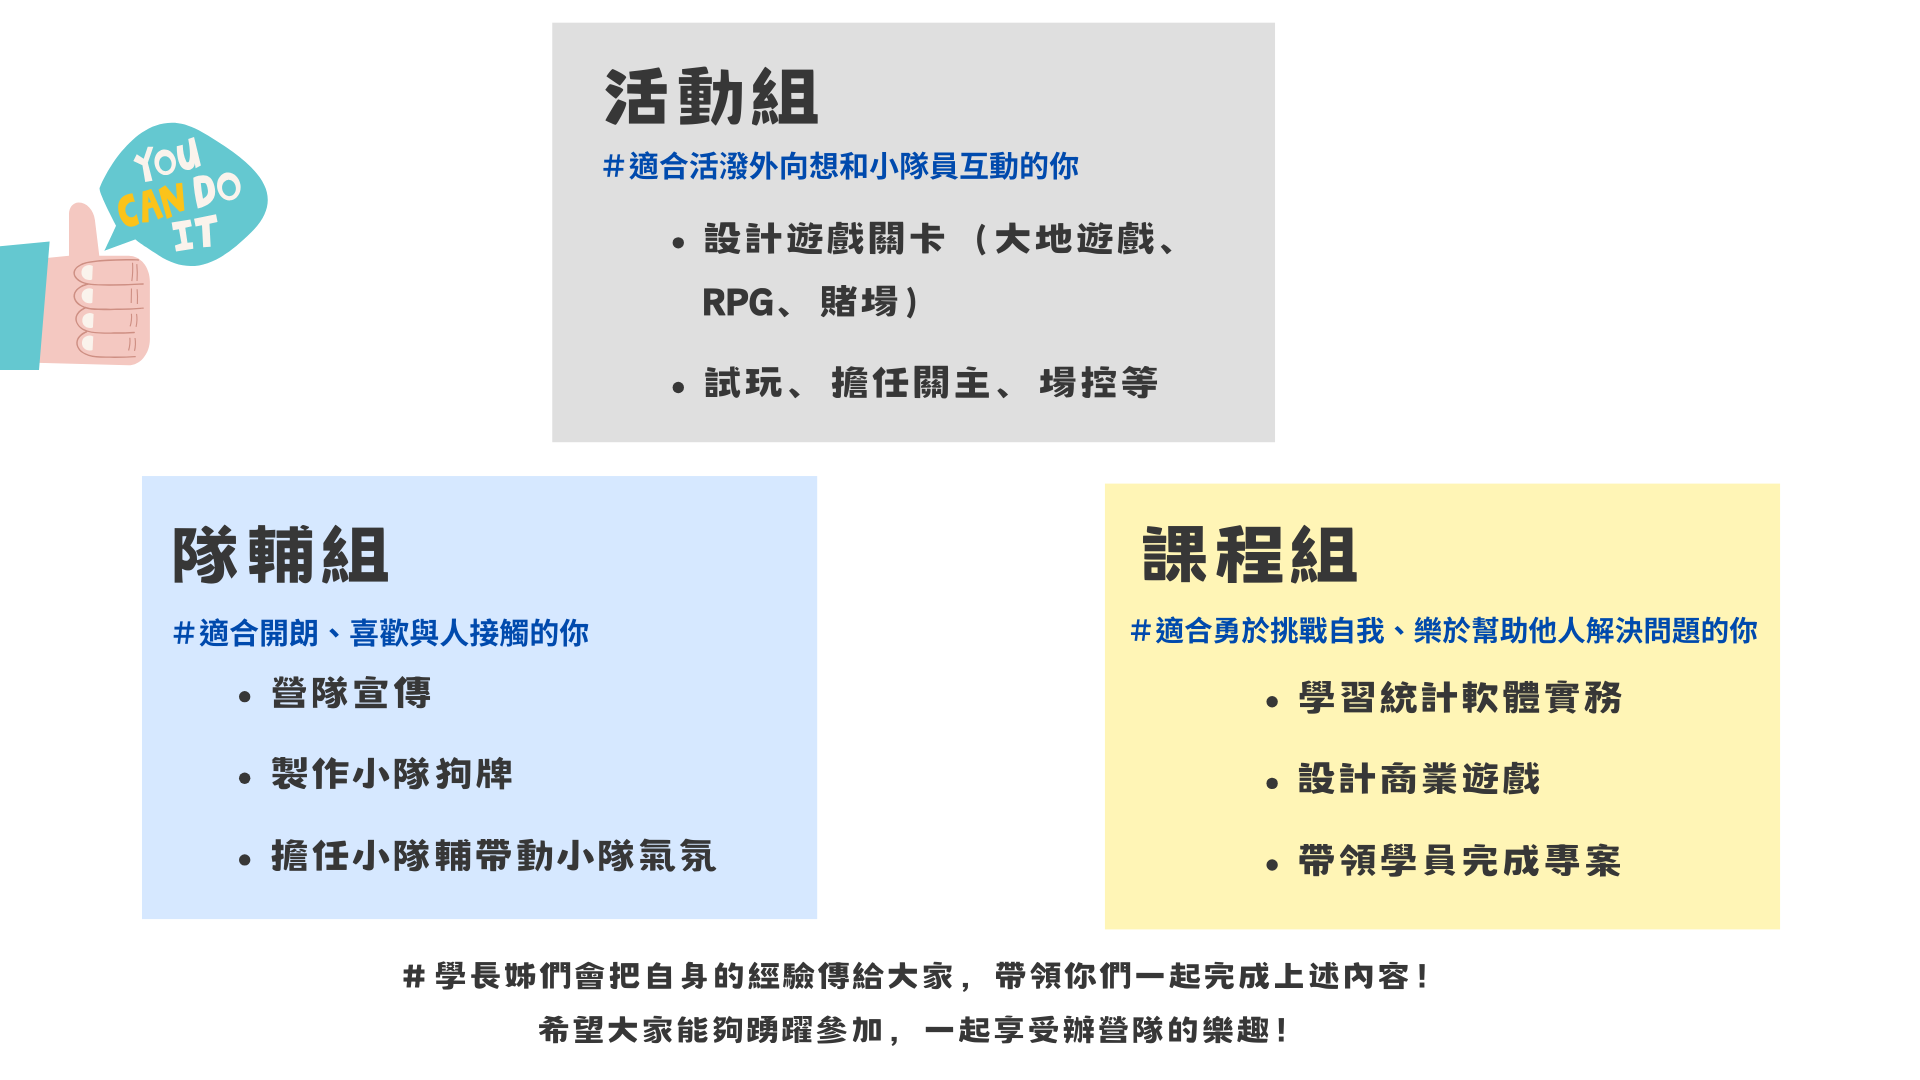 YOU
CAN DO
IT
活動組
＃適合活潑外向想和小隊員互動的你
• 設計遊戲關卡（大地遊戲、
RPG、賭場）
• 試玩、擔任關主、場控等
隊輔組
＃適合開朗、喜歡與人接觸的你
• 營隊宣傳
• 製作小隊狗牌
• 擔任小隊輔帶動小隊氣氛
課程組
＃適合勇於挑戰自我、樂於幫助他人解決問題的你
• 學習統計軟體實務
• 設計商業遊戲
• 帶領學員完成專案
# 學長姊們會把自身的經驗傳給大家，帶領你們一起完成上述內容！
希望大家能夠踴躍參加，一起享受辦營隊的樂趣！